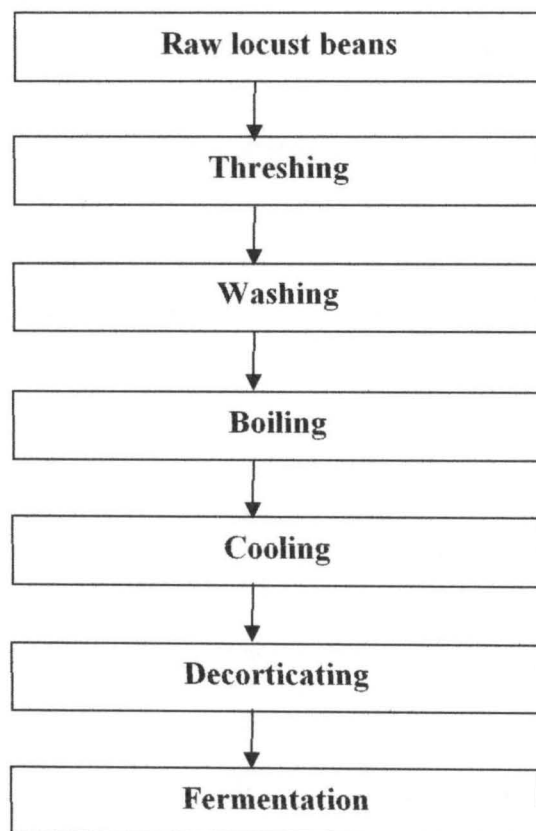 Raw locust beans
Threshing
Washing
Boiling
Cooling
Decorticating
Fermentation